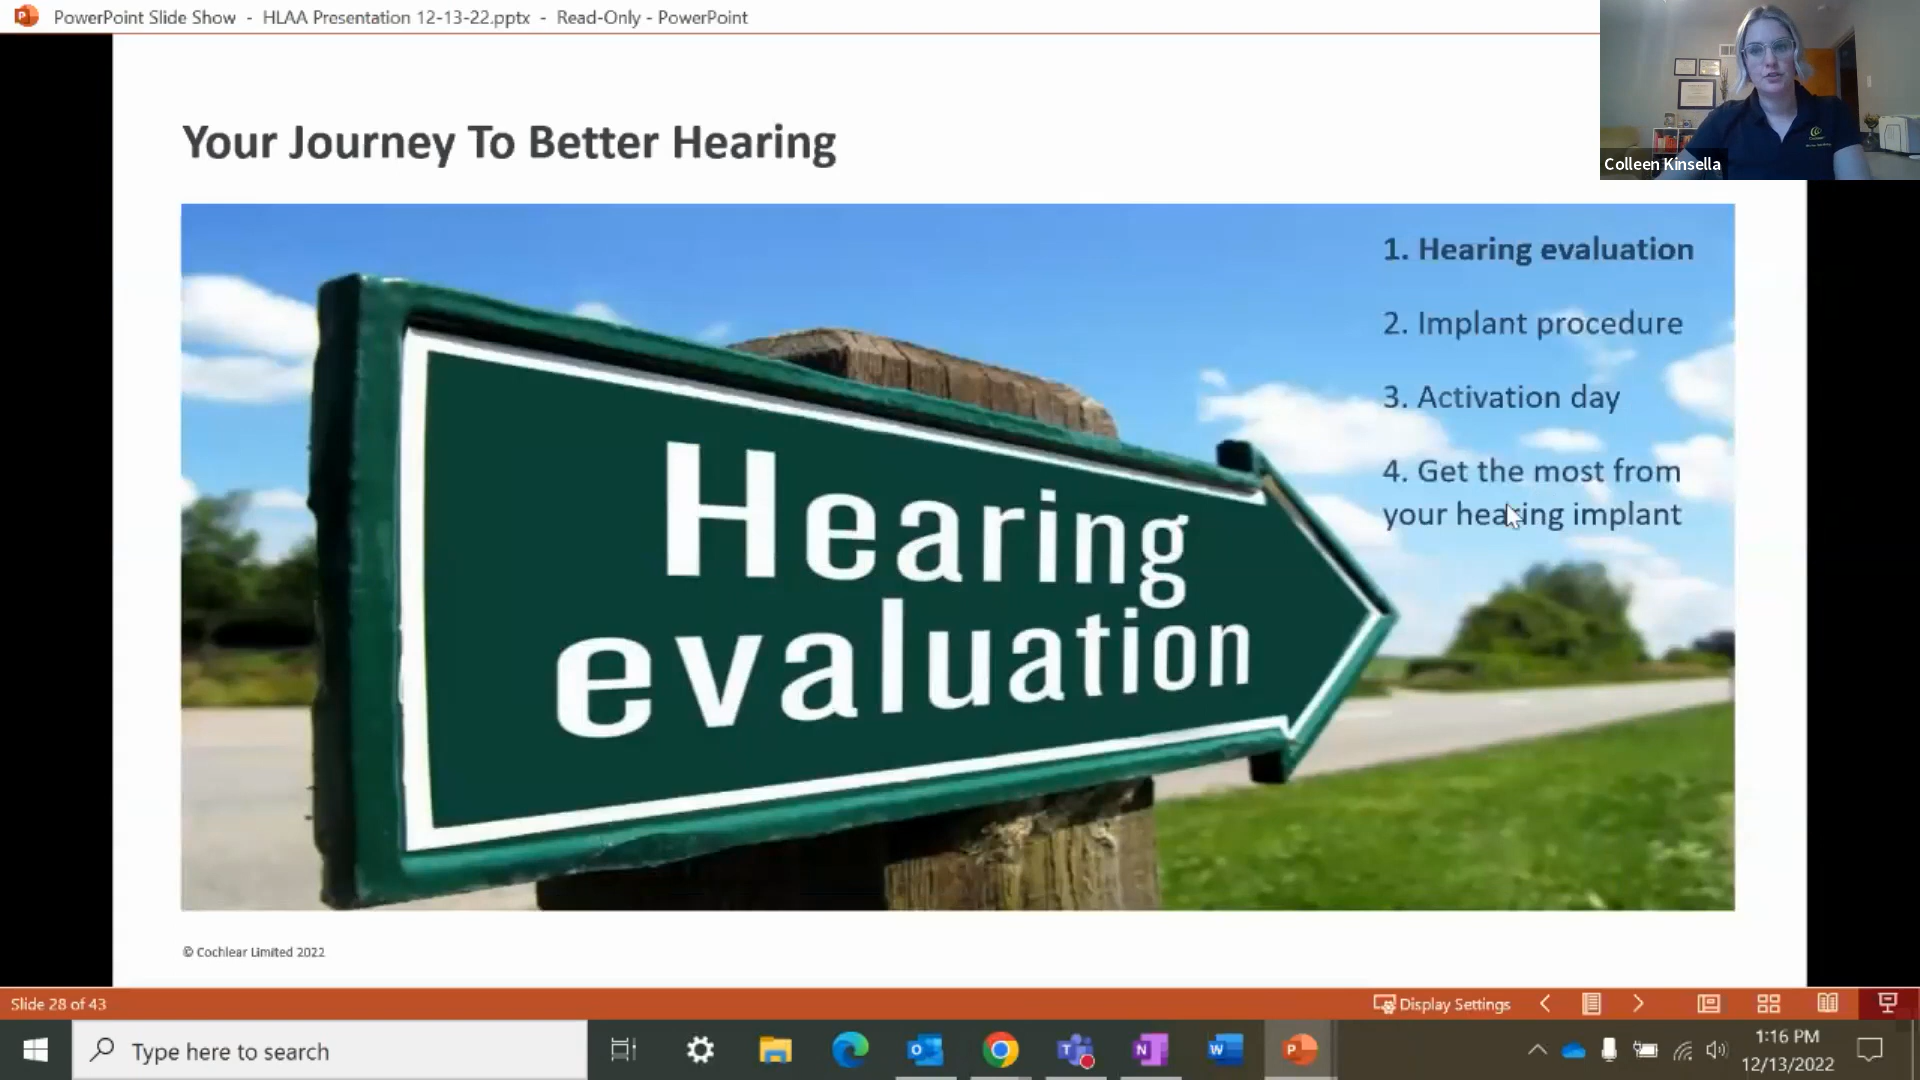 PowerPoint Slide Show - HLAA Presentation 12-13-22.pptx - Read-Only - PowerPoint
Colleen Kinsella
Your Journey To Better Hearing
1. Hearing evaluation
2. Implant procedure
3. Activation day
4. Get the most from
your hearing implant
Hearing
evaluation
© Cochlear Limited 2022
Slide 28 of 43
Display Settings
Type here to search
1:16 PM
12/13/2022